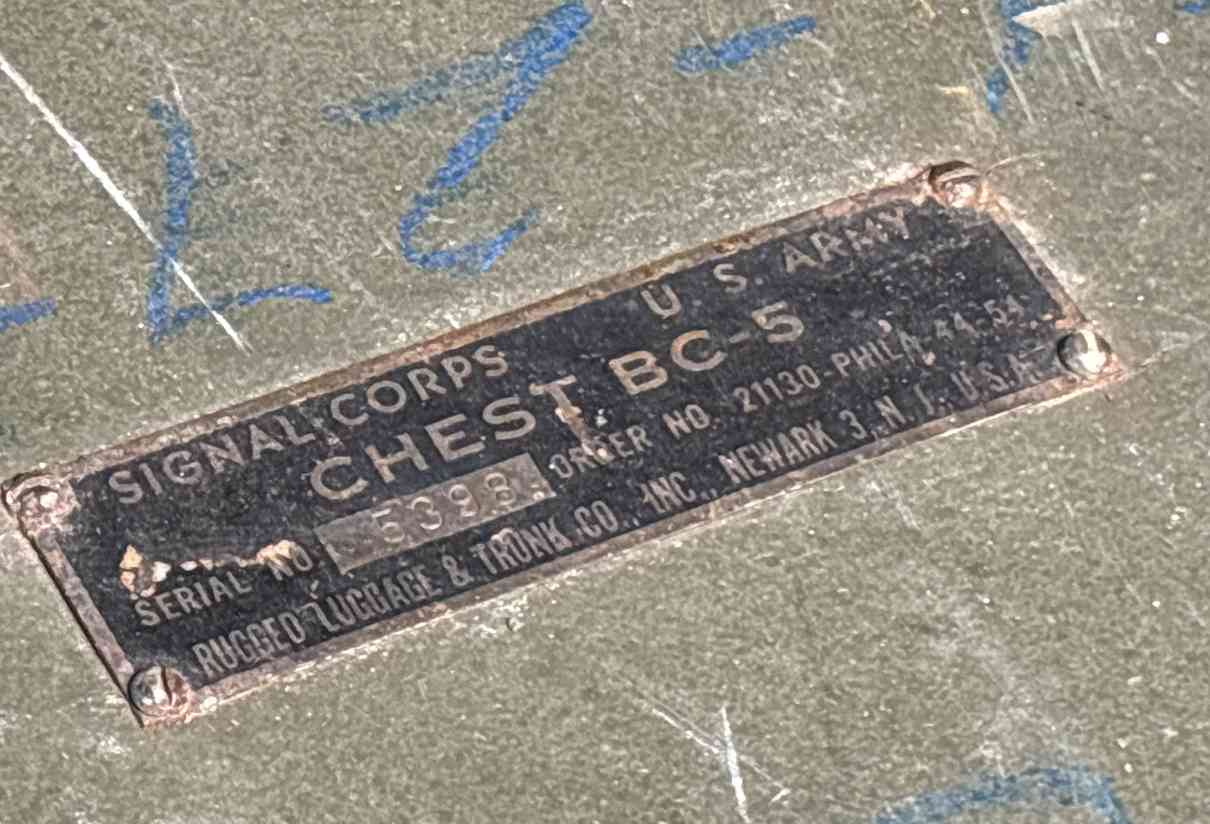 SIGNAL CORPS U. S. ARMY
CHEST BC-5
SERIAL NO. 5398 ORDER NO. 21130-PHILA-44-54
RUGGED LUGGAGE & TRUNK CO., INC., NEWARK 3, N. J., U.S.A.